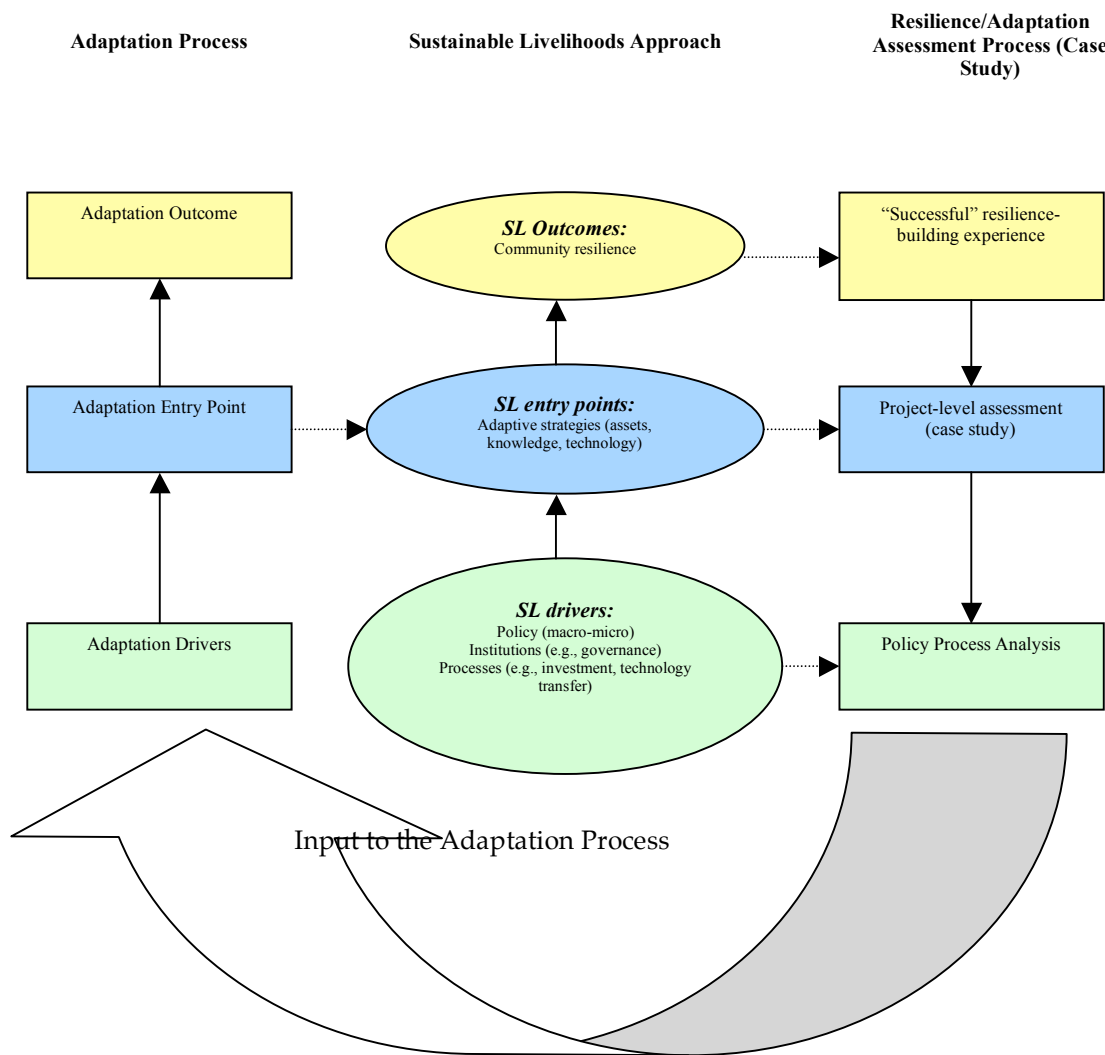 Adaptation Process
Sustainable Livelihoods Approach
Resilience/Adaptation
Assessment Process (Case
Study)
Adaptation Outcome
SL Outcomes:
Community resilience
“Successful” resilience-
building experience
Adaptation Entry Point
SL entry points:
Adaptive strategies (assets,
knowledge, technology)
Project-level assessment
(case study)
Adaptation Drivers
SL drivers:
Policy (macro-micro)
Institutions (e.g., governance)
Processes (e.g., investment, technology
transfer)
Policy Process Analysis
Input to the Adaptation Process